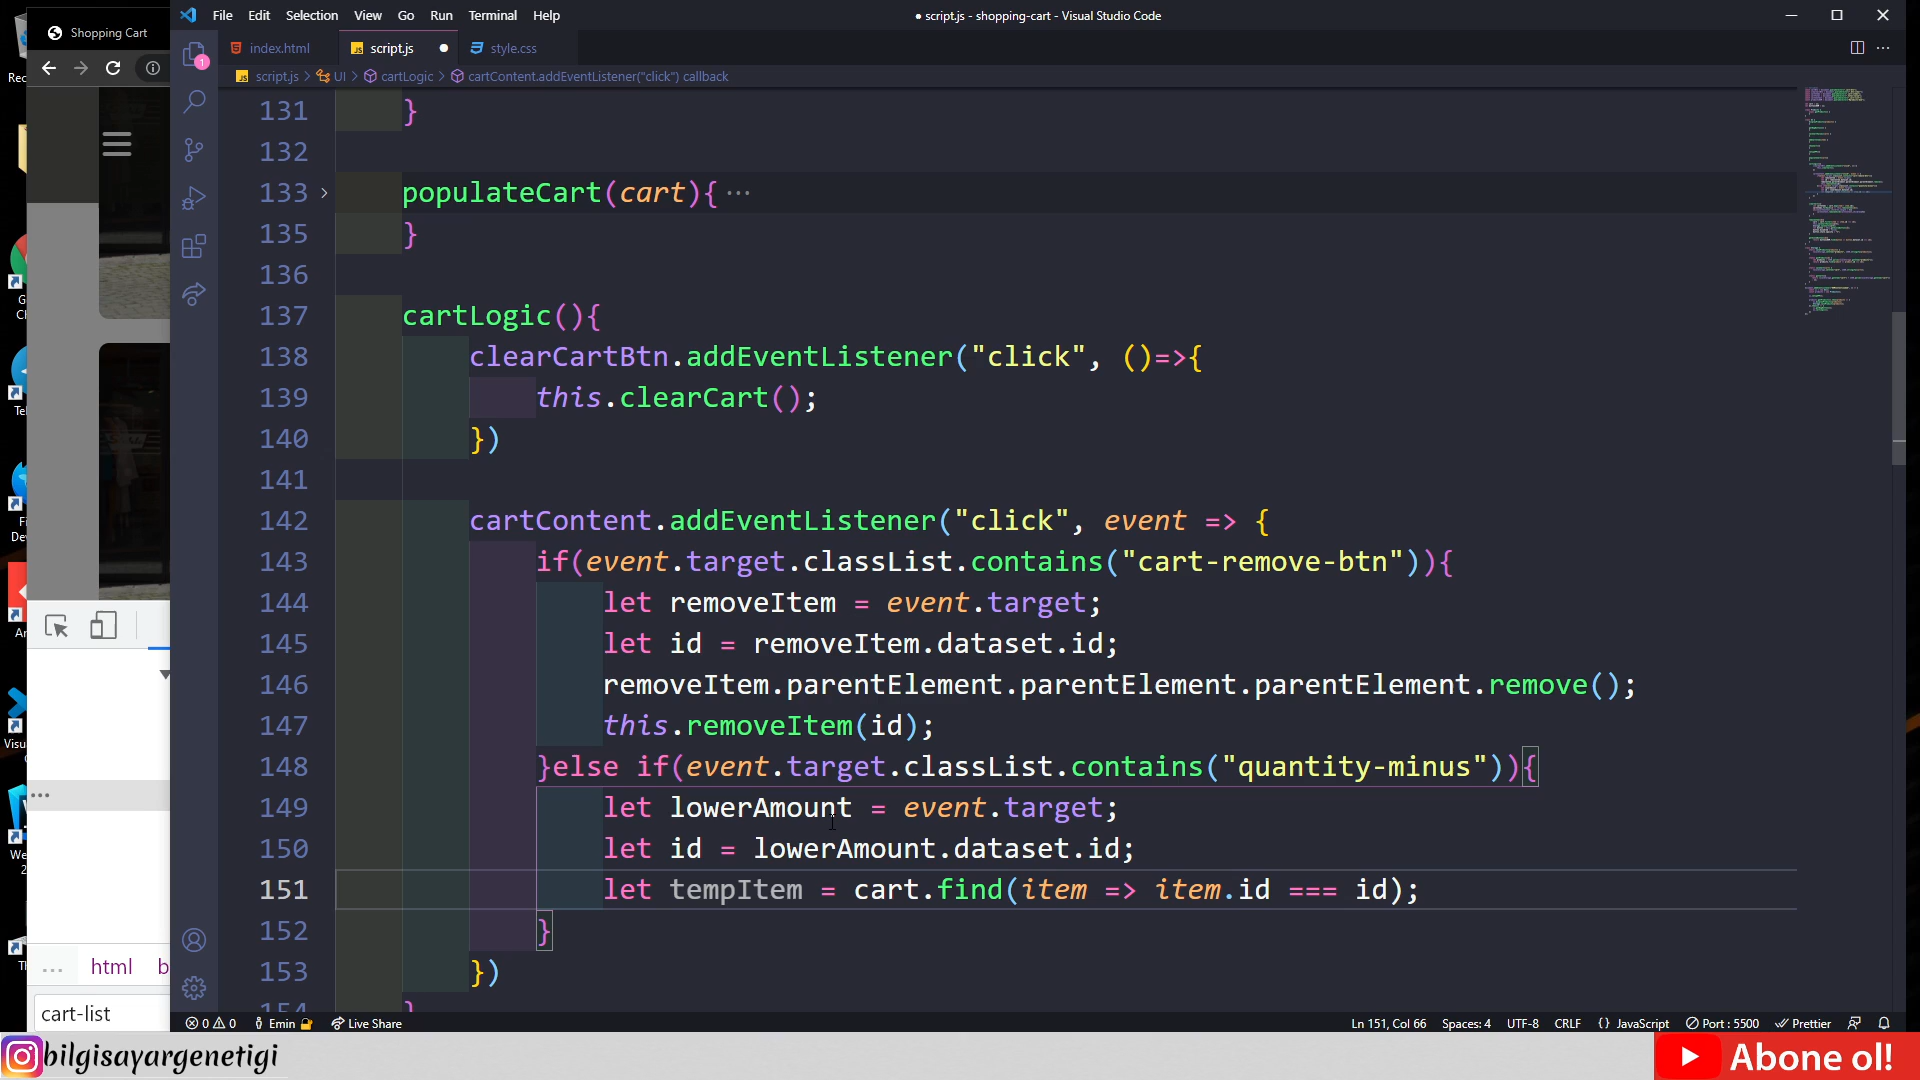 Shopping Cart
File Edit Selection View Go Run Terminal Help
● script.js - shopping-cart - Visual Studio Code
index.html script.js ● style.css
script.js > UI > cartLogic > cartContent.addEventListener("click") callback
131 }
132
133 populateCart(cart){ ···
135 }
136
137 cartLogic(){
138 clearCartBtn.addEventListener("click", ()=>{
139 this.clearCart();
140 })
141
142 cartContent.addEventListener("click", event => {
143 if(event.target.classList.contains("cart-remove-btn")){
144 let removeItem = event.target;
145 let id = removeItem.dataset.id;
146 removeItem.parentElement.parentElement.parentElement.remove();
147 this.removeItem(id);
148 }else if(event.target.classList.contains("quantity-minus")){
149 let lowerAmount = event.target;
150 let id = lowerAmount.dataset.id;
151 let tempItem = cart.find(item => item.id === id);
152 }
153 })
154 }
... html b
cart-list
0 0 Emin Live Share Ln 151, Col 66 Spaces: 4 UTF-8 CRLF {} JavaScript Port : 5500 Prettier
bilgisayargenetigi
Abone ol!